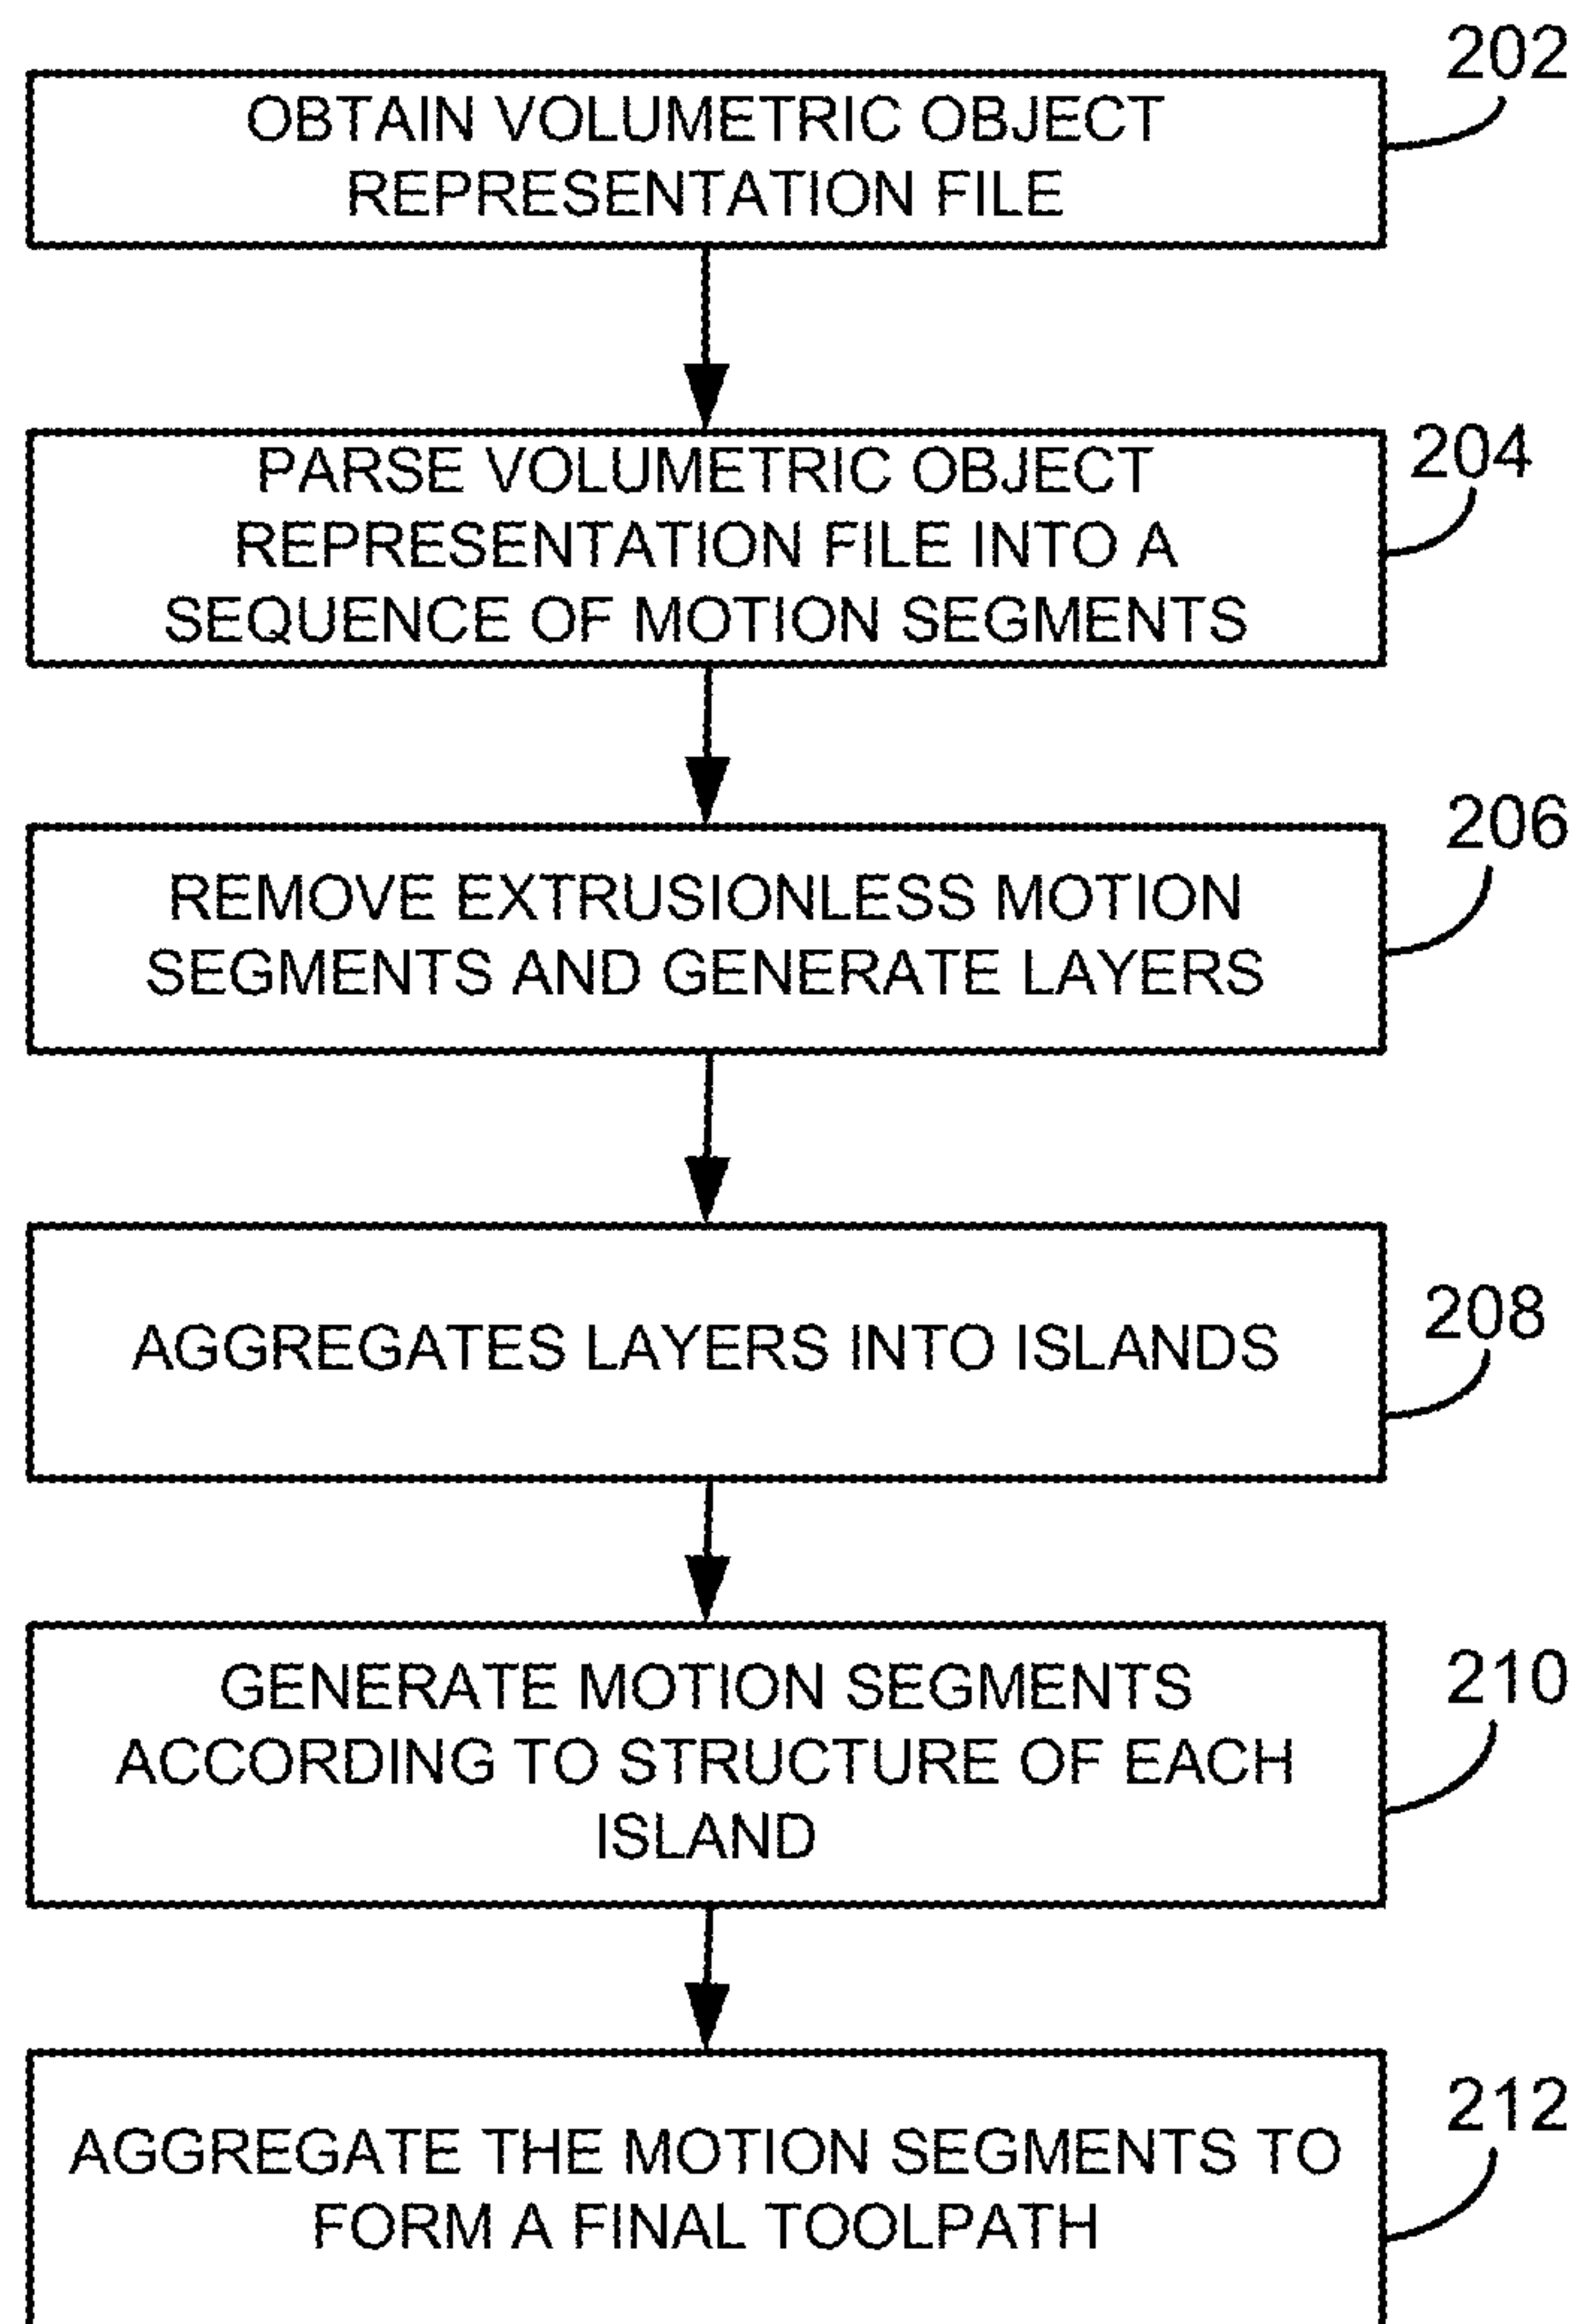 202
OBTAIN VOLUMETRIC OBJECT
REPRESENTATION FILE
204
PARSE VOLUMETRIC OBJECT
REPRESENTATION FILE INTO A
SEQUENCE OF MOTION SEGMENTS
206
REMOVE EXTRUSIONLESS MOTION
SEGMENTS AND GENERATE LAYERS
208
AGGREGATES LAYERS INTO ISLANDS
210
GENERATE MOTION SEGMENTS
ACCORDING TO STRUCTURE OF EACH
ISLAND
212
AGGREGATE THE MOTION SEGMENTS TO
FORM A FINAL TOOLPATH